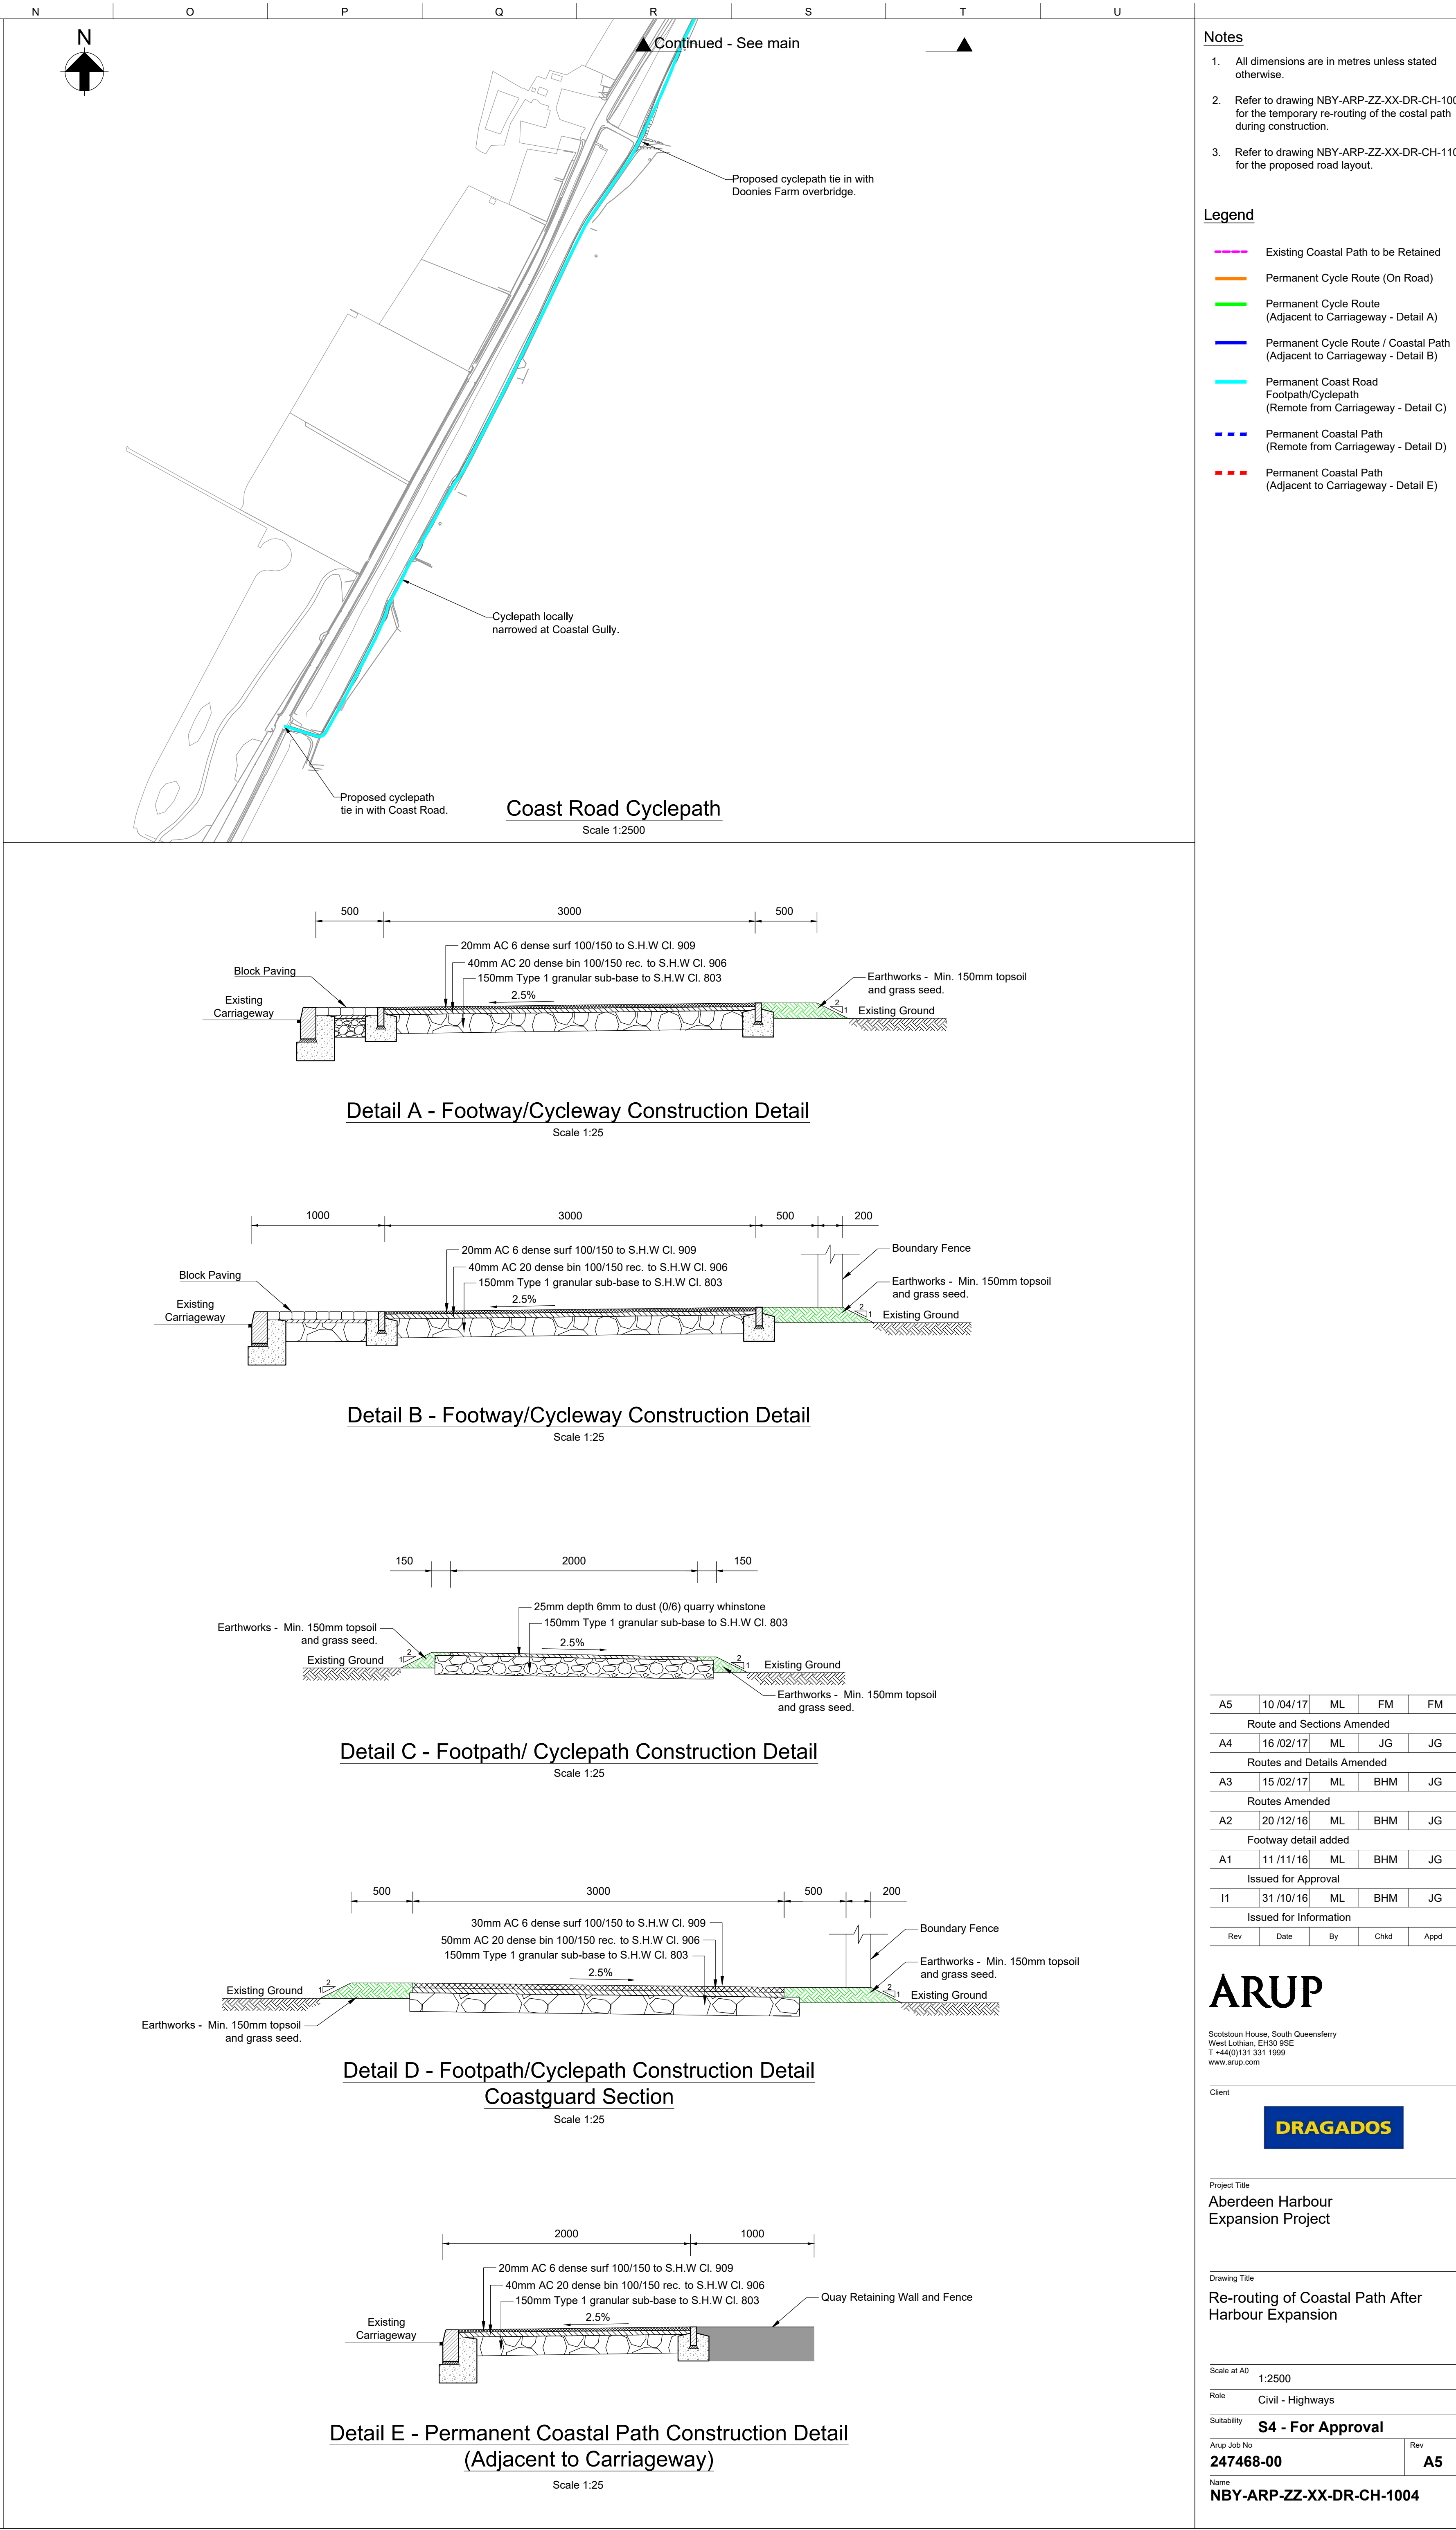 N O P Q R S T U
N
Continued - See main
Proposed cyclepath tie in with
Doonies Farm overbridge.
Cyclepath locally
narrowed at Coastal Gully.
Proposed cyclepath
tie in with Coast Road.
Coast Road Cyclepath
Scale 1:2500
500 3000 500
20mm AC 6 dense surf 100/150 to S.H.W Cl. 909
40mm AC 20 dense bin 100/150 rec. to S.H.W Cl. 906
150mm Type 1 granular sub-base to S.H.W Cl. 803
2.5%
Block Paving
Existing
Carriageway
Earthworks - Min. 150mm topsoil
and grass seed.
2
1
Existing Ground
Detail A - Footway/Cycleway Construction Detail
Scale 1:25
1000 3000 500 200
20mm AC 6 dense surf 100/150 to S.H.W Cl. 909
40mm AC 20 dense bin 100/150 rec. to S.H.W Cl. 906
150mm Type 1 granular sub-base to S.H.W Cl. 803
2.5%
Block Paving
Existing
Carriageway
Boundary Fence
Earthworks - Min. 150mm topsoil
and grass seed.
2
1
Existing Ground
Detail B - Footway/Cycleway Construction Detail
Scale 1:25
150 2000 150
25mm depth 6mm to dust (0/6) quarry whinstone
150mm Type 1 granular sub-base to S.H.W Cl. 803
2.5%
Earthworks - Min. 150mm topsoil
and grass seed.
2
1
Existing Ground
2
1
Existing Ground
Earthworks - Min. 150mm topsoil
and grass seed.
Detail C - Footpath/ Cyclepath Construction Detail
Scale 1:25
500 3000 500 200
30mm AC 6 dense surf 100/150 to S.H.W Cl. 909
50mm AC 20 dense bin 100/150 rec. to S.H.W Cl. 906
150mm Type 1 granular sub-base to S.H.W Cl. 803
2.5%
Boundary Fence
Earthworks - Min. 150mm topsoil
and grass seed.
2
1
Existing Ground
2
1
Existing Ground
Earthworks - Min. 150mm topsoil
and grass seed.
Detail D - Footpath/Cyclepath Construction Detail
Coastguard Section
Scale 1:25
2000 1000
20mm AC 6 dense surf 100/150 to S.H.W Cl. 909
40mm AC 20 dense bin 100/150 rec. to S.H.W Cl. 906
150mm Type 1 granular sub-base to S.H.W Cl. 803
2.5%
Existing
Carriageway
Quay Retaining Wall and Fence
Detail E - Permanent Coastal Path Construction Detail
(Adjacent to Carriageway)
Scale 1:25
Notes
1. All dimensions are in metres unless stated
otherwise.
2. Refer to drawing
for the temporary re-routing of the costal path
during construction.
3. Refer to drawing
for the proposed road layout.
Legend
Existing Coastal Path to be Retained
Permanent Cycle Route (On Road)
Permanent Cycle Route
(Adjacent to Carriageway - Detail A)
Permanent Cycle Route / Coastal Path
(Adjacent to Carriageway - Detail B)
Permanent Coast Road
Footpath/Cyclepath
(Remote from Carriageway - Detail C)
Permanent Coastal Path
(Remote from Carriageway - Detail D)
Permanent Coastal Path
(Adjacent to Carriageway - Detail E)
A5 10 /04/ 17 ML FM FM
Route and Sections Amended
A4 16 /02/ 17 ML JG JG
Routes and Details Amended
A3 15 /02/ 17 ML BHM JG
Routes Amended
A2 20 /12/ 16 ML BHM JG
Footway detail added
A1 11 /11/ 16 ML BHM JG
Issued for Approval
I1 31 /10/ 16 ML BHM JG
Issued for Information
Rev Date By Chkd Appd
ARUP
Scotstoun House, South Queensferry
West Lothian, EH30 9SE
T +44(0)131 331 1999
www.arup.com
Client
DRAGADOS
Project Title
Aberdeen Harbour
Expansion Project
Drawing Title
Re-routing of Coastal Path After
Harbour Expansion
Scale at A0
1:2500
Role
Civil - Highways
Suitability
S4 - For Approval
Arup Job No Rev
247468-00 A5
Name
NBY-ARP-ZZ-XX-DR-CH-1004